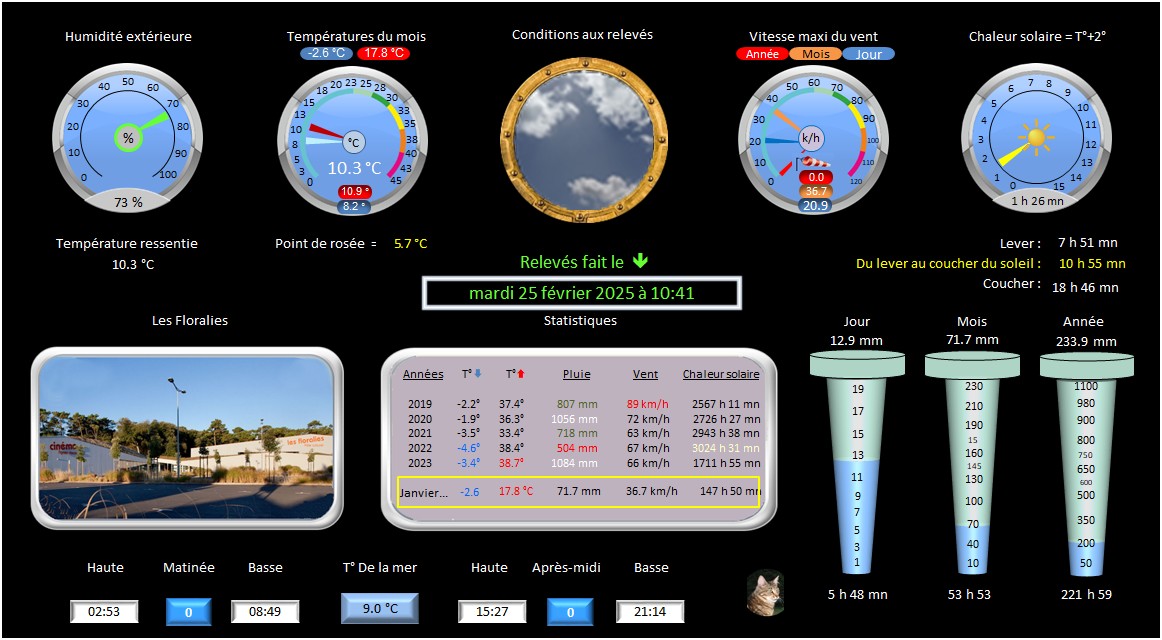 Humidité extérieure
Températures du mois
-2.6 °C 17.8 °C
Conditions aux relevés
Vitesse maxi du vent
Année Mois Jour
Chaleur solaire = T°+2°
0 10 20 30 40 50 60 70 80 90 100
%
73 %
0 3 5 8 10 13 15 18 20 23 25 28 30 33 35 38 40 43 45
°C
10.3 °C
10.9 °
8.2 °
0 10 20 30 40 50 60 70 80 90 100 110 120
k/h
0.0
36.7
20.9
0 1 2 3 4 5 6 7 8 9 10 11 12 13 14 15
1 h 26 mn
Température ressentie
10.3 °C
Point de rosée = 5.7 °C
Lever : 7 h 51 mn
Du lever au coucher du soleil : 10 h 55 mn
Coucher : 18 h 46 mn
Relevés fait le
mardi 25 février 2025 à 10:41
Les Floralies
cinéma
les floralies
Statistiques
Années T° T° Pluie Vent Chaleur solaire
2019 -2.2° 37.4° 807 mm 89 km/h 2567 h 11 mn
2020 -1.9° 36.3° 1056 mm 72 km/h 2726 h 27 mn
2021 -3.5° 33.4° 718 mm 63 km/h 2943 h 38 mn
2022 -4.6° 38.4° 504 mm 67 km/h 3024 h 31 mn
2023 -3.4° 38.7° 1084 mm 66 km/h 1711 h 55 mn
Janvier... -2.6 17.8 °C 71.7 mm 36.7 km/h 147 h 50 mn
Jour
12.9 mm
19
17
15
13
11
9
7
5
3
1
5 h 48 mn
Mois
71.7 mm
230
210
190
15
160
145
130
100
70
40
10
53 h 53
Année
233.9 mm
1100
980
900
800
750
650
600
500
350
200
50
221 h 59
Haute Matinée Basse
02:53 0 08:49
T° De la mer
9.0 °C
Haute Après-midi Basse
15:27 0 21:14